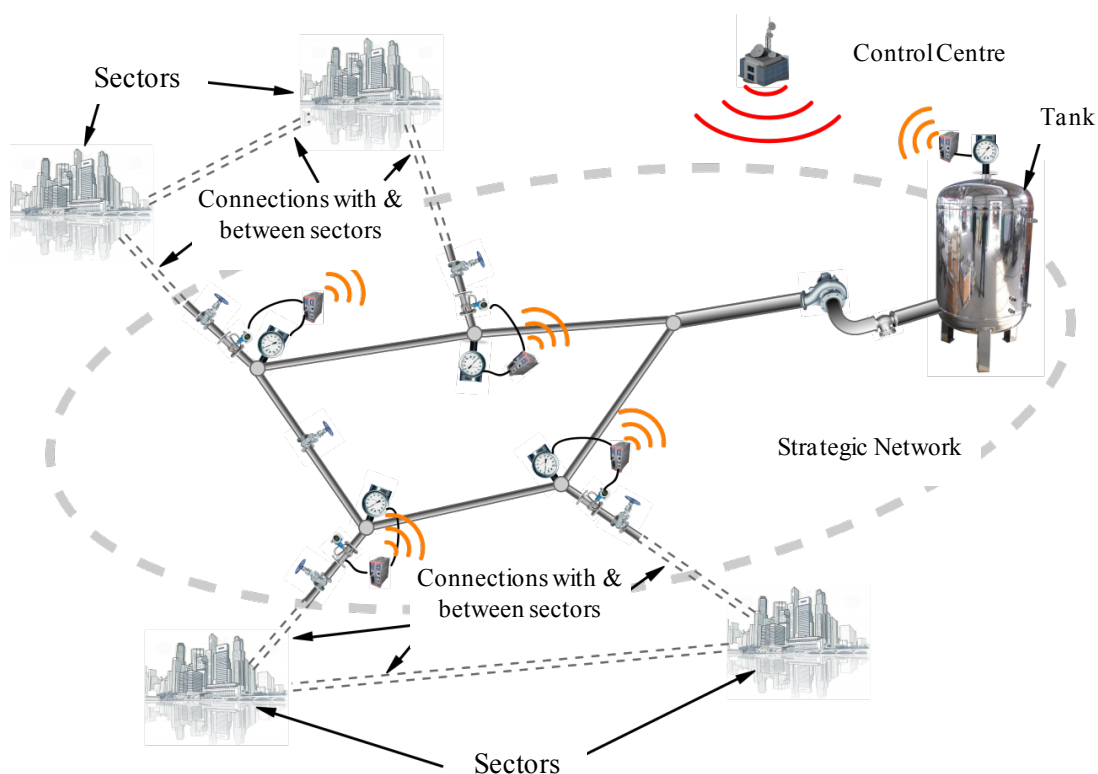 Control Centre
Sectors
Tank
Connections with &
between sectors
Strategic Network
Connections with &
between sectors
Sectors